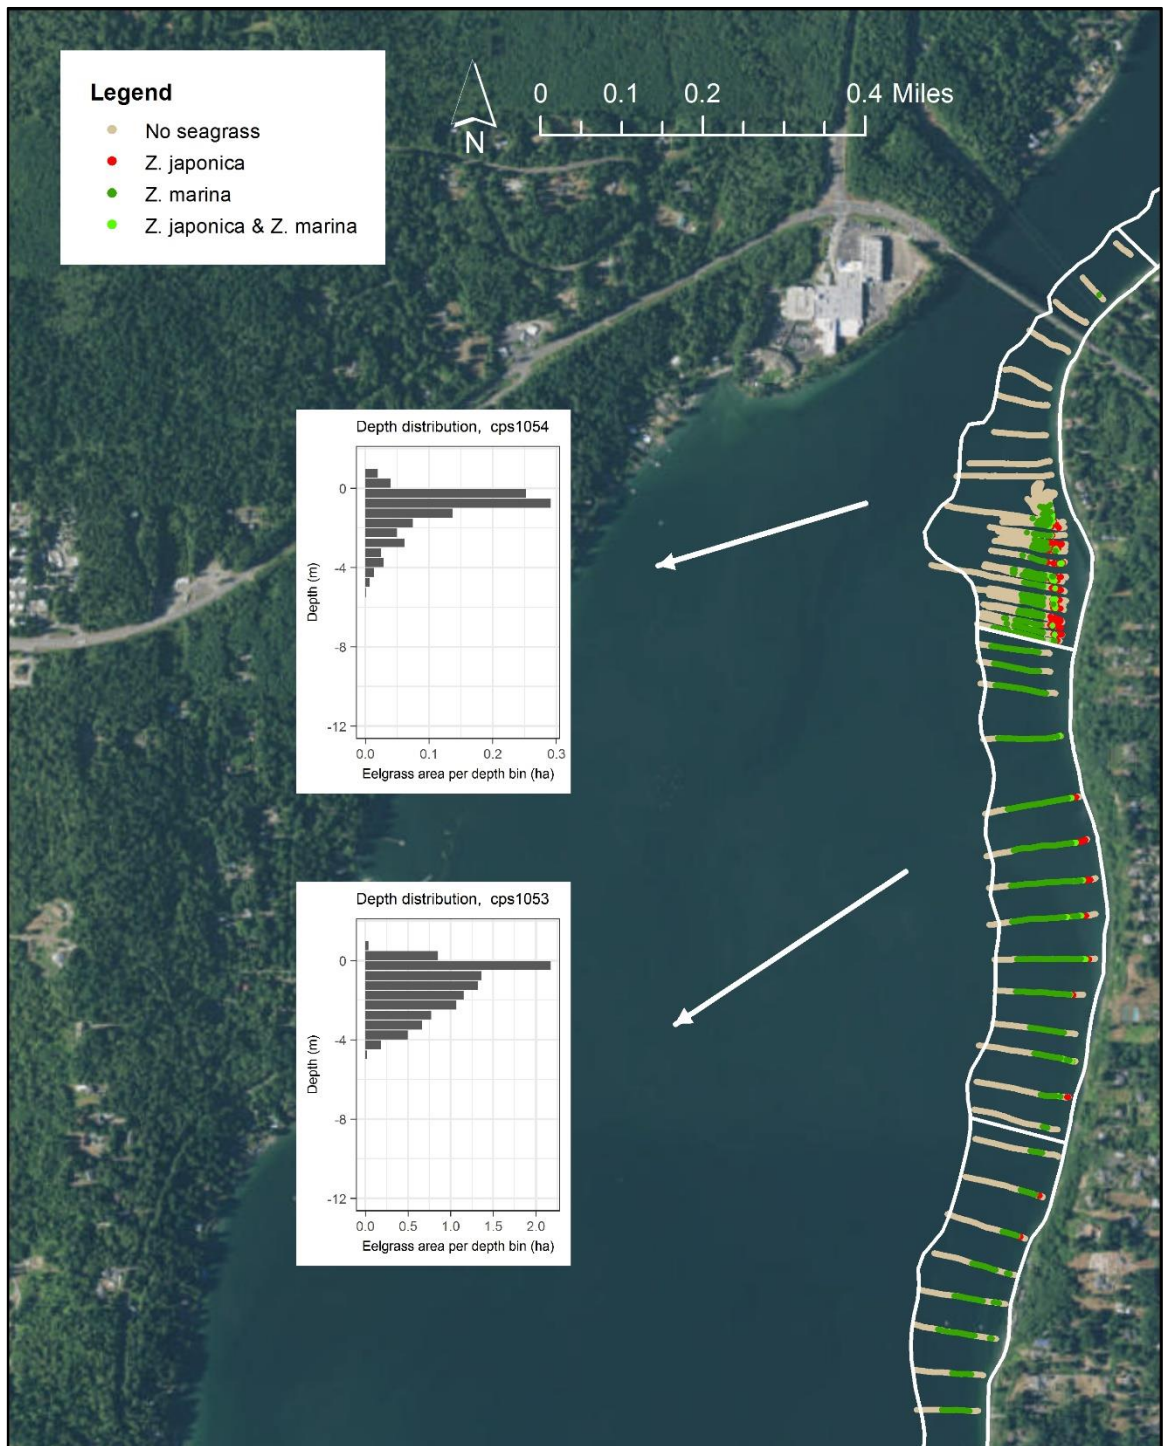 Legend
No seagrass
Z. japonica
Z. marina
Z. japonica & Z. marina
N
0 0.1 0.2 0.4 Miles
Depth distribution, cps1054
Depth (m)
0
-4
-8
-12
0.0 0.1 0.2 0.3
Eelgrass area per depth bin (ha)
Depth distribution, cps1053
Depth (m)
0
-4
-8
-12
0.0 0.5 1.0 1.5 2.0
Eelgrass area per depth bin (ha)